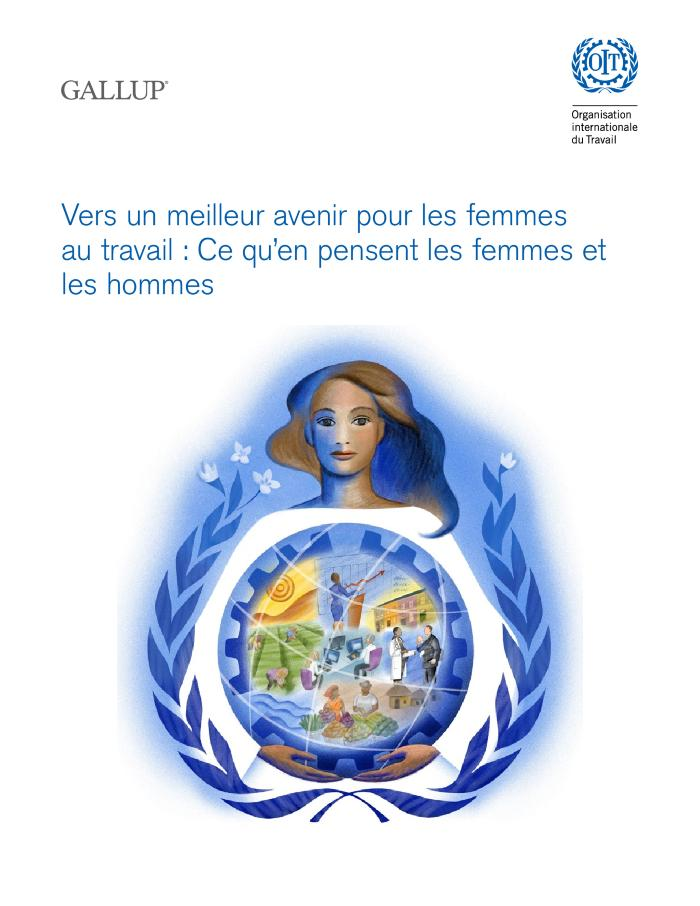 GALLUP®
OIT
Organisation
internationale
du Travail
Vers un meilleur avenir pour les femmes
au travail : Ce qu'en pensent les femmes et
les hommes